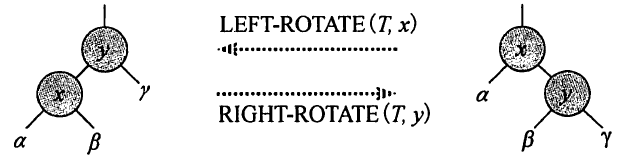 y
x
γ
α
β
LEFT-ROTATE(T, x)
RIGHT-ROTATE(T, y)
x
α
y
β
γ